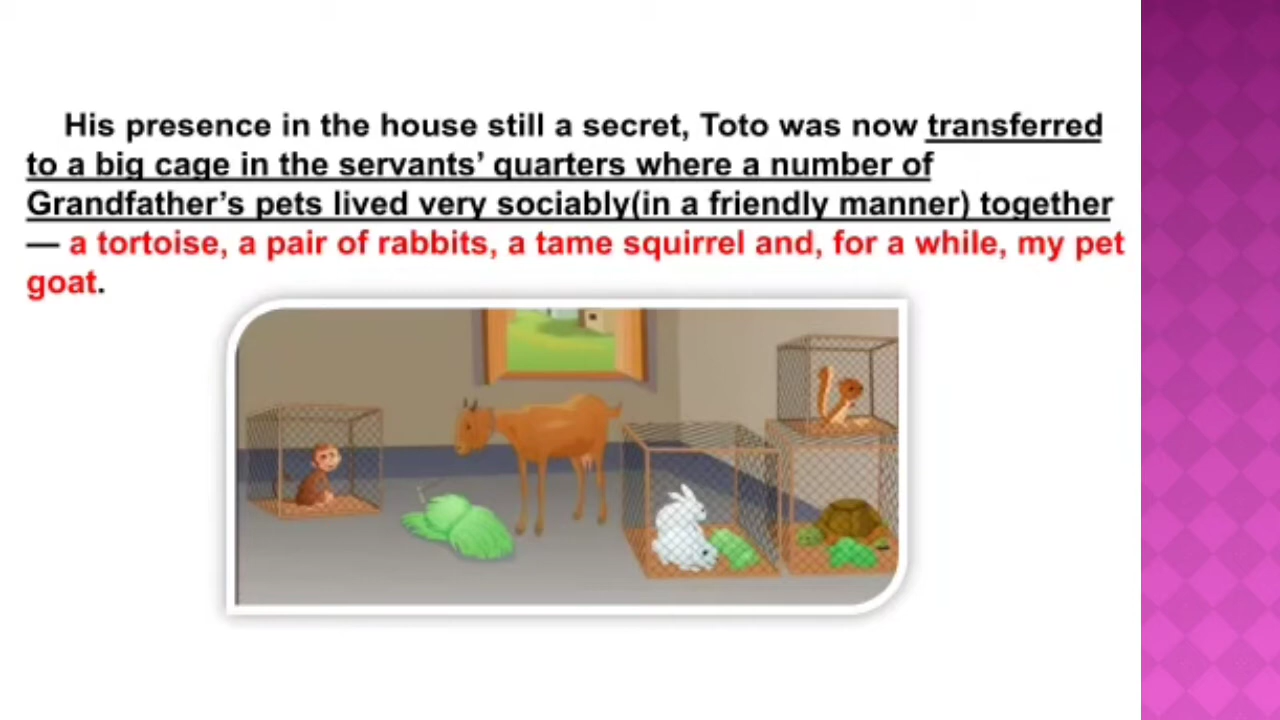 His presence in the house still a secret, Toto was now transferred
to a big cage in the servants’ quarters where a number of
Grandfather’s pets lived very sociably(in a friendly manner) together
— a tortoise, a pair of rabbits, a tame squirrel and, for a while, my pet
goat.